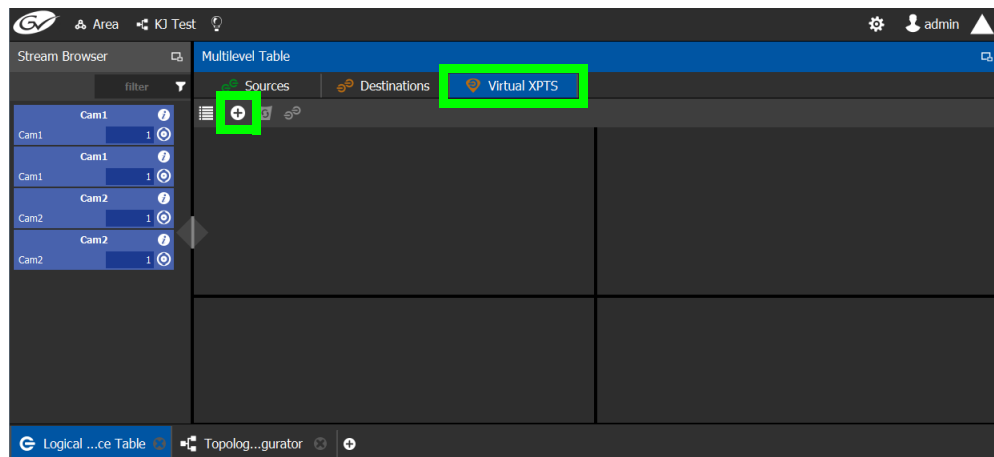 GV Area KJ Test admin
Stream Browser
Multilevel Table
filter
Sources Destinations Virtual XPTS
Cam1
Cam1 1
Cam1
Cam1 1
Cam2
Cam2 1
Cam2
Cam2 1
Logical ...ce Table Topolog...gurator